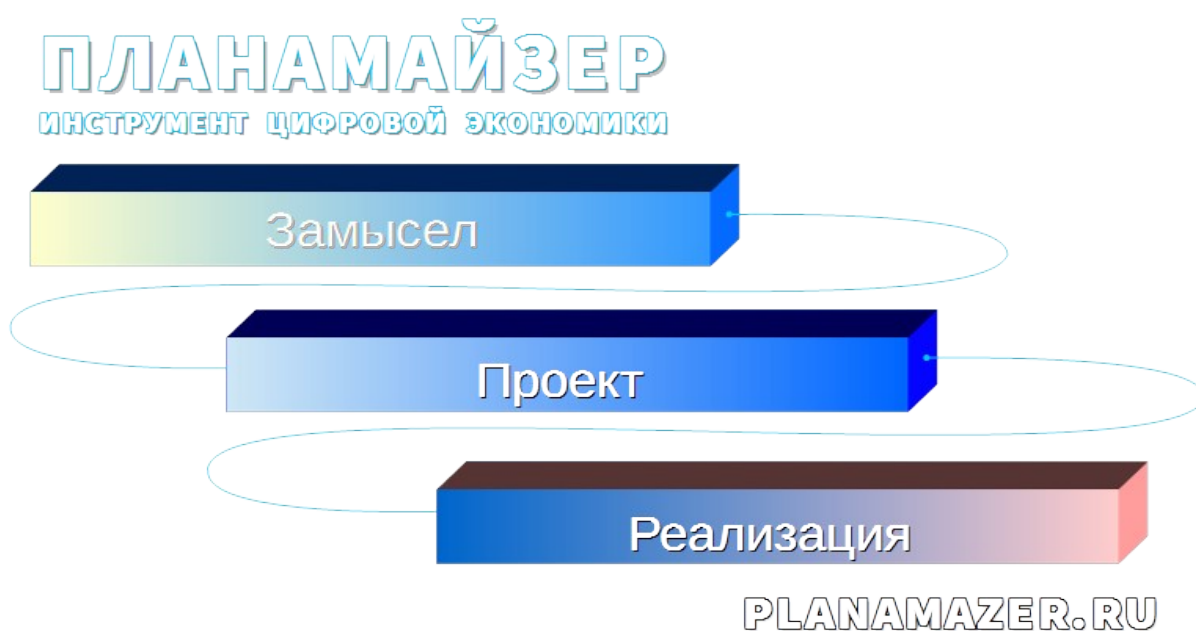 ПЛАНАМАЙЗЕР
ИНСТРУМЕНТ ЦИФРОВОЙ ЭКОНОМИКИ
Замысел
Проект
Реализация
PLANAMAZER.RU